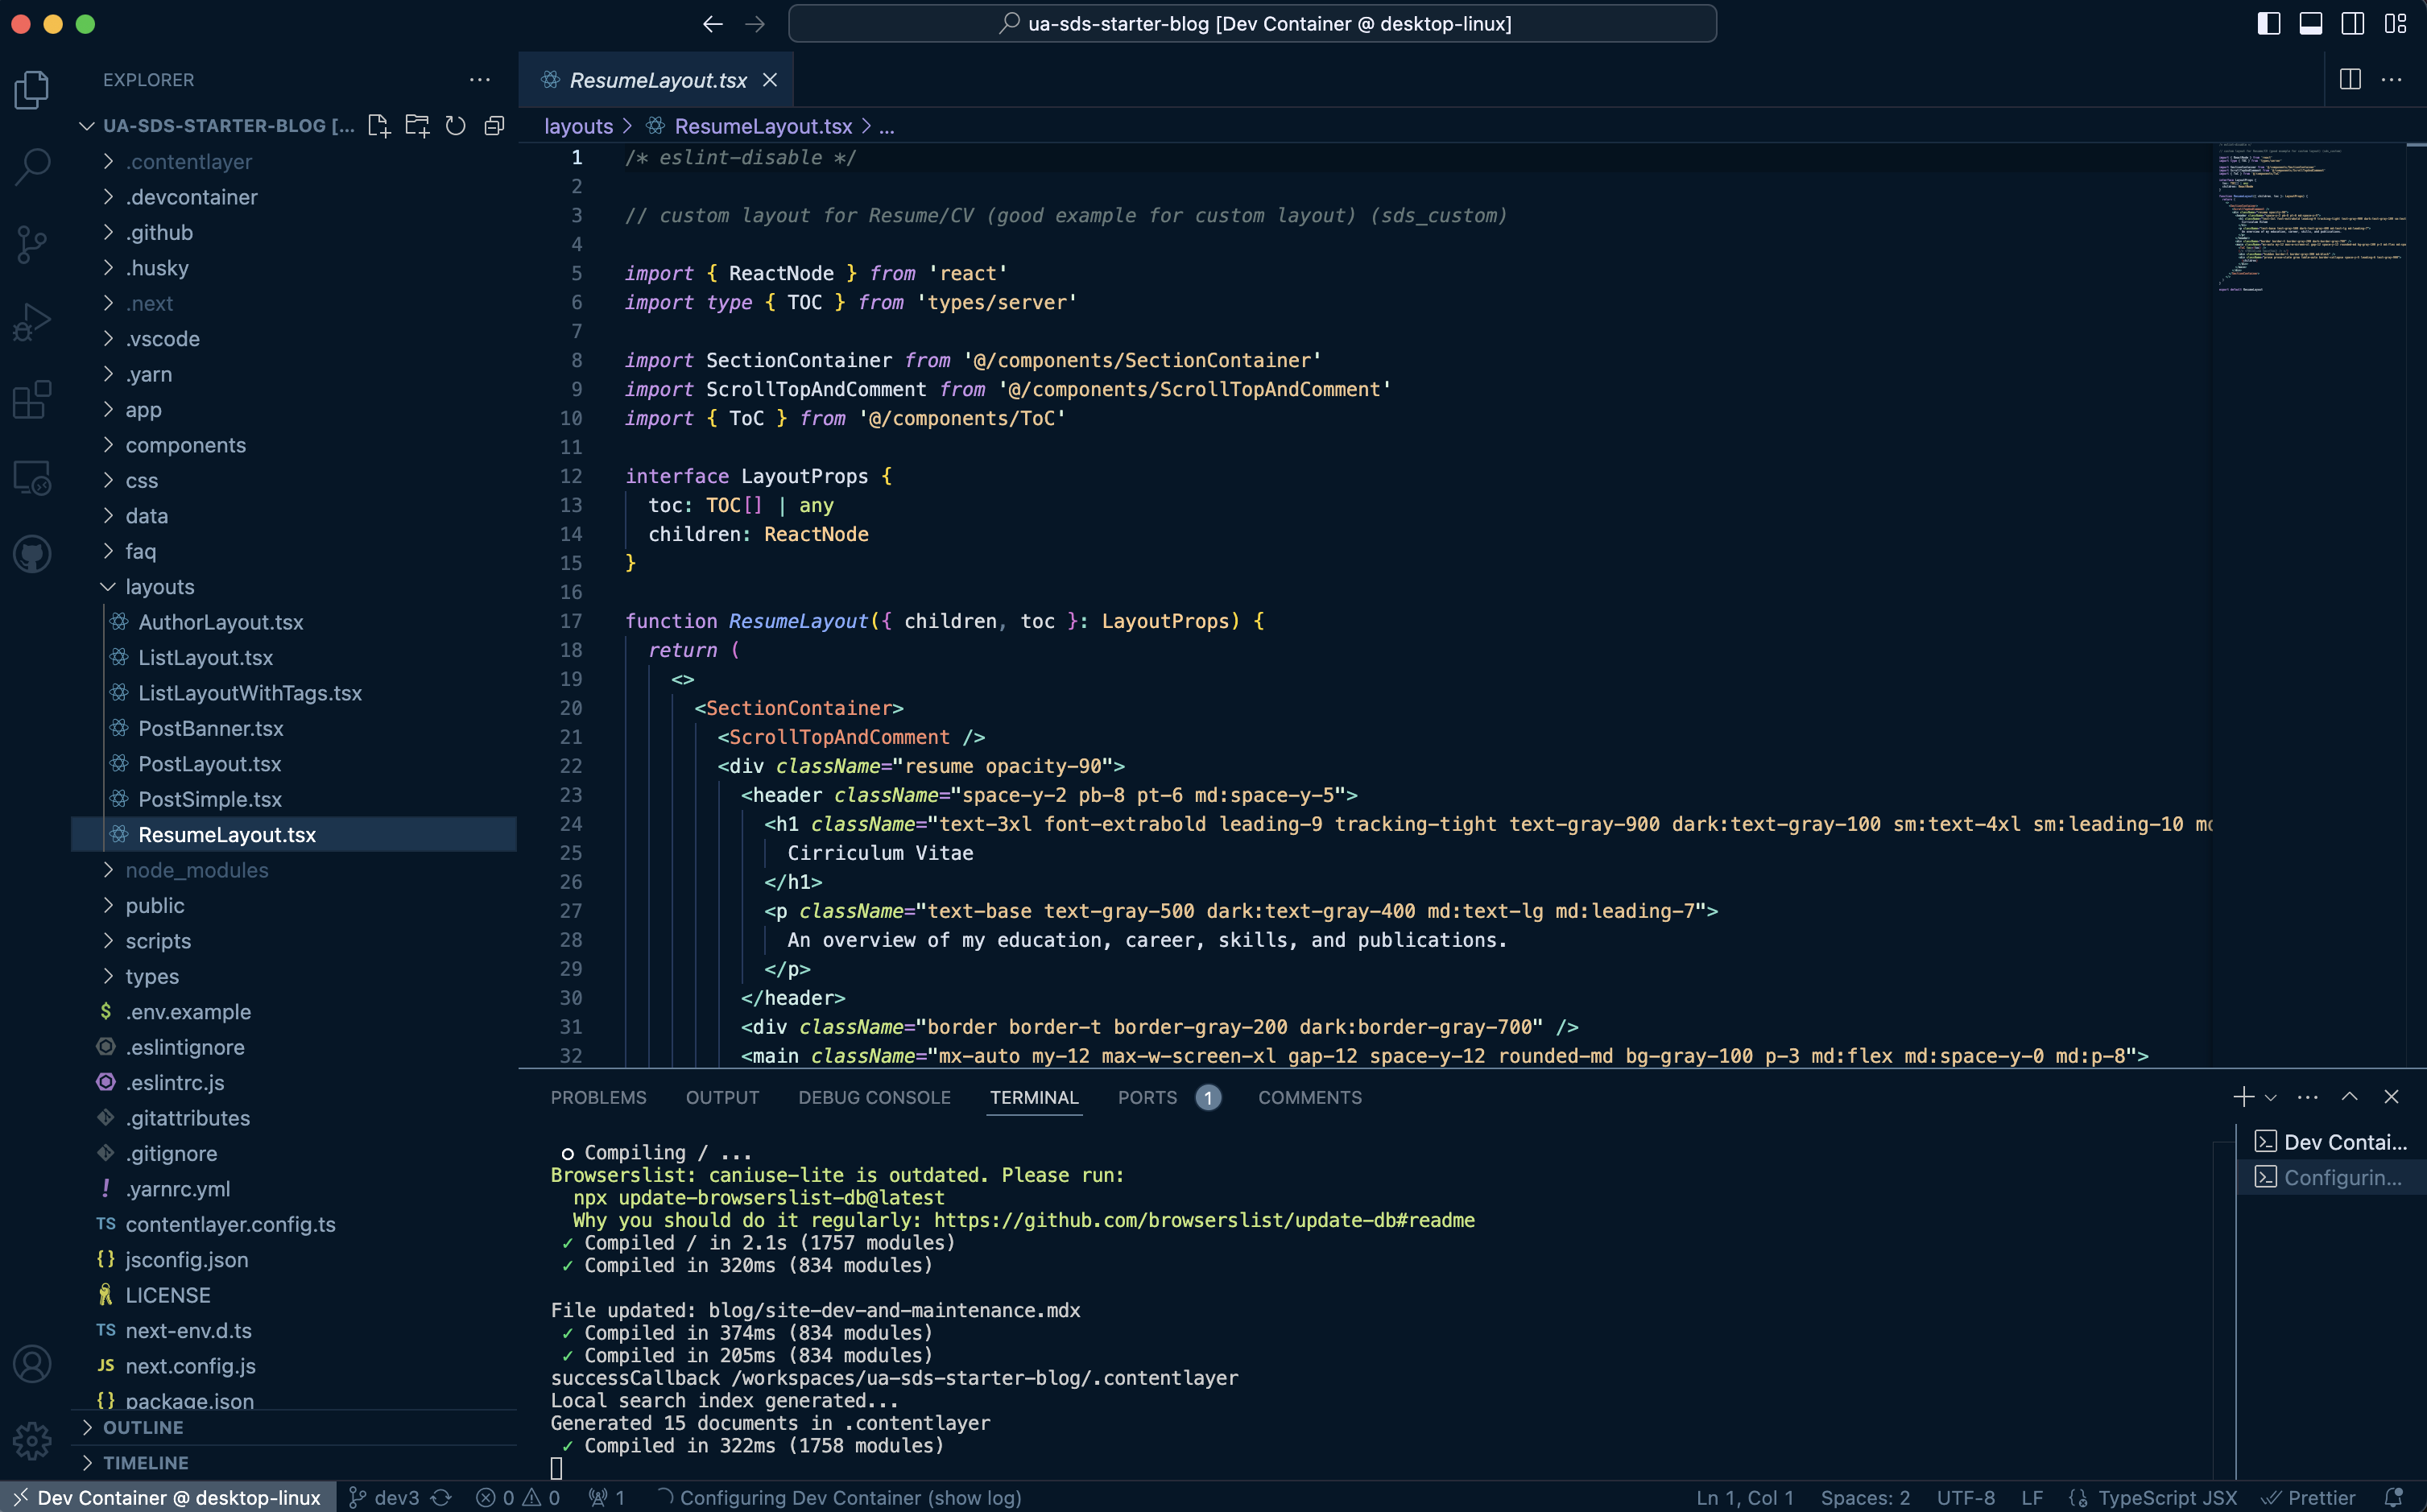 ua-sds-starter-blog [Dev Container @ desktop-linux]
EXPLORER
UA-SDS-STARTER-BLOG [...
.contentlayer
.devcontainer
.github
.husky
.next
.vscode
.yarn
app
components
css
data
faq
layouts
AuthorLayout.tsx
ListLayout.tsx
ListLayoutWithTags.tsx
PostBanner.tsx
PostLayout.tsx
PostSimple.tsx
ResumeLayout.tsx
node_modules
public
scripts
types
$ .env.example
.eslintignore
.eslintrc.js
.gitattributes
.gitignore
! .yarnrc.yml
TS contentlayer.config.ts
{} jsconfig.json
LICENSE
TS next-env.d.ts
JS next.config.js
{} package.json
OUTLINE
TIMELINE
ResumeLayout.tsx
layouts > ResumeLayout.tsx > ...
1 /* eslint-disable */
2
3 // custom layout for Resume/CV (good example for custom layout) (sds_custom)
4
5 import { ReactNode } from 'react'
6 import type { TOC } from 'types/server'
7
8 import SectionContainer from '@/components/SectionContainer'
9 import ScrollTopAndComment from '@/components/ScrollTopAndComment'
10 import { ToC } from '@/components/ToC'
11
12 interface LayoutProps {
13 toc: TOC[] | any
14 children: ReactNode
15 }
16
17 function ResumeLayout({ children, toc }: LayoutProps) {
18 return (
19 <>
20 <SectionContainer>
21 <ScrollTopAndComment />
22 <div className="resume opacity-90">
23 <header className="space-y-2 pb-8 pt-6 md:space-y-5">
24 <h1 className="text-3xl font-extrabold leading-9 tracking-tight text-gray-900 dark:text-gray-100 sm:text-4xl sm:leading-10
25 Cirriculum Vitae
26 </h1>
27 <p className="text-base text-gray-500 dark:text-gray-400 md:text-lg md:leading-7">
28 An overview of my education, career, skills, and publications.
29 </p>
30 </header>
31 <div className="border border-t border-gray-200 dark:border-gray-700" />
32 <main className="mx-auto my-12 max-w-screen-xl gap-12 space-y-12 rounded-md bg-gray-100 p-3 md:flex md:space-y-0 md:p-8">
PROBLEMS OUTPUT DEBUG CONSOLE TERMINAL PORTS 1 COMMENTS
○ Compiling / ...
Browserslist: caniuse-lite is outdated. Please run:
npx update-browserslist-db@latest
Why you should do it regularly: https://github.com/browserslist/update-db#readme
✓ Compiled / in 2.1s (1757 modules)
✓ Compiled in 320ms (834 modules)
File updated: blog/site-dev-and-maintenance.mdx
✓ Compiled in 374ms (834 modules)
✓ Compiled in 205ms (834 modules)
successCallback /workspaces/ua-sds-starter-blog/.contentlayer
Local search index generated...
Generated 15 documents in .contentlayer
✓ Compiled in 322ms (1758 modules)
Dev Contai...
Configurin...
Dev Container @ desktop-linux dev3 0 0 1 Configuring Dev Container (show log) Ln 1, Col 1 Spaces: 2 UTF-8 LF TypeScript JSX Prettier